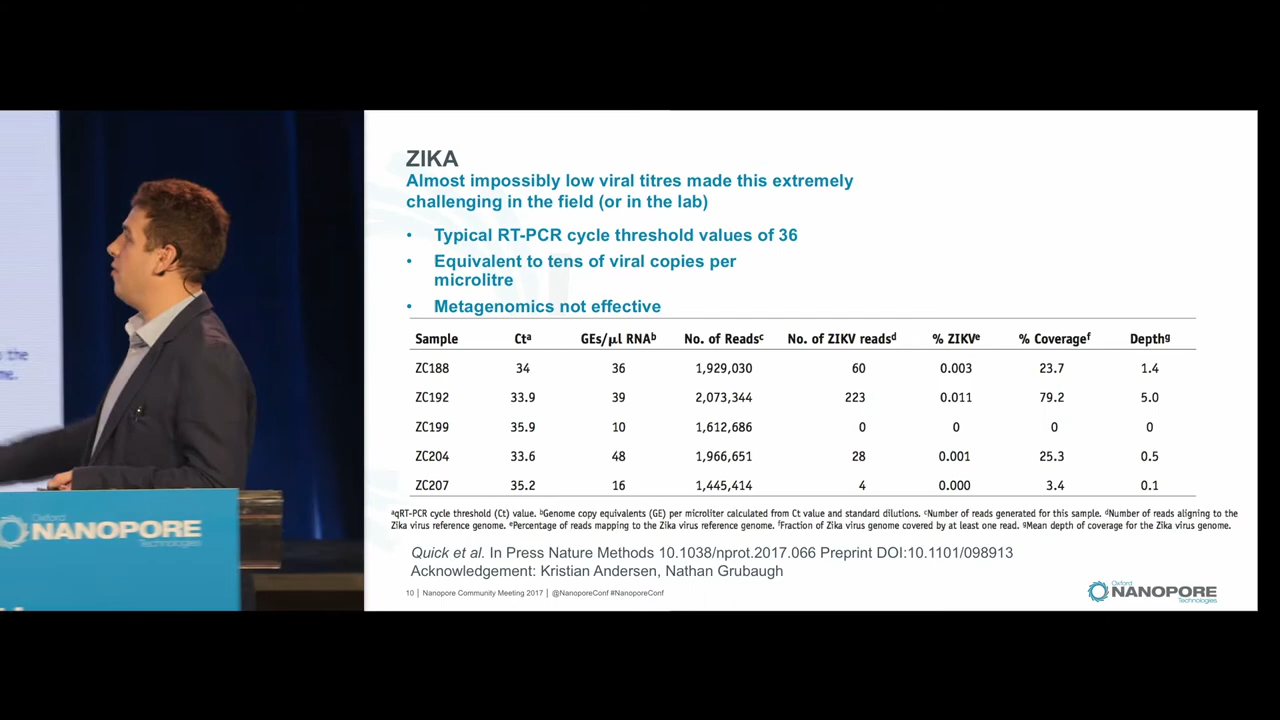 ZIKA
Almost impossibly low viral titres made this extremely
challenging in the field (or in the lab)
• Typical RT-PCR cycle threshold values of 36
• Equivalent to tens of viral copies per
microlitre
• Metagenomics not effective
Sample Ctᵃ GEs/μl RNAᵇ No. of Readsᶜ No. of ZIKV readsᵈ % ZIKVᵉ % Coverageᶠ Depthᵍ
ZC188 34 36 1,929,030 60 0.003 23.7 1.4
ZC192 33.9 39 2,073,344 223 0.011 79.2 5.0
ZC199 35.9 10 1,612,686 0 0 0 0
ZC204 33.6 48 1,966,651 28 0.001 25.3 0.5
ZC207 35.2 16 1,445,414 4 0.000 3.4 0.1
ᵃqRT-PCR cycle threshold (Ct) value. ᵇGenome copy equivalents (GE) per microliter calculated from Ct value and standard dilutions. ᶜNumber of reads generated for this sample. ᵈNumber of reads aligning to the
Zika virus reference genome. ᵉPercentage of reads mapping to the Zika virus reference genome. ᶠFraction of Zika virus genome covered by at least one read. ᵍMean depth of coverage for the Zika virus genome.
Quick et al. In Press Nature Methods 10.1038/nprot.2017.066 Preprint DOI:10.1101/098913
Acknowledgement: Kristian Andersen, Nathan Grubaugh
10 | Nanopore Community Meeting 2017 | @NanoporeConf #NanoporeConf
Oxford
NANOPORE
Technologies
the
Oxford
NANOPORE
Technologies